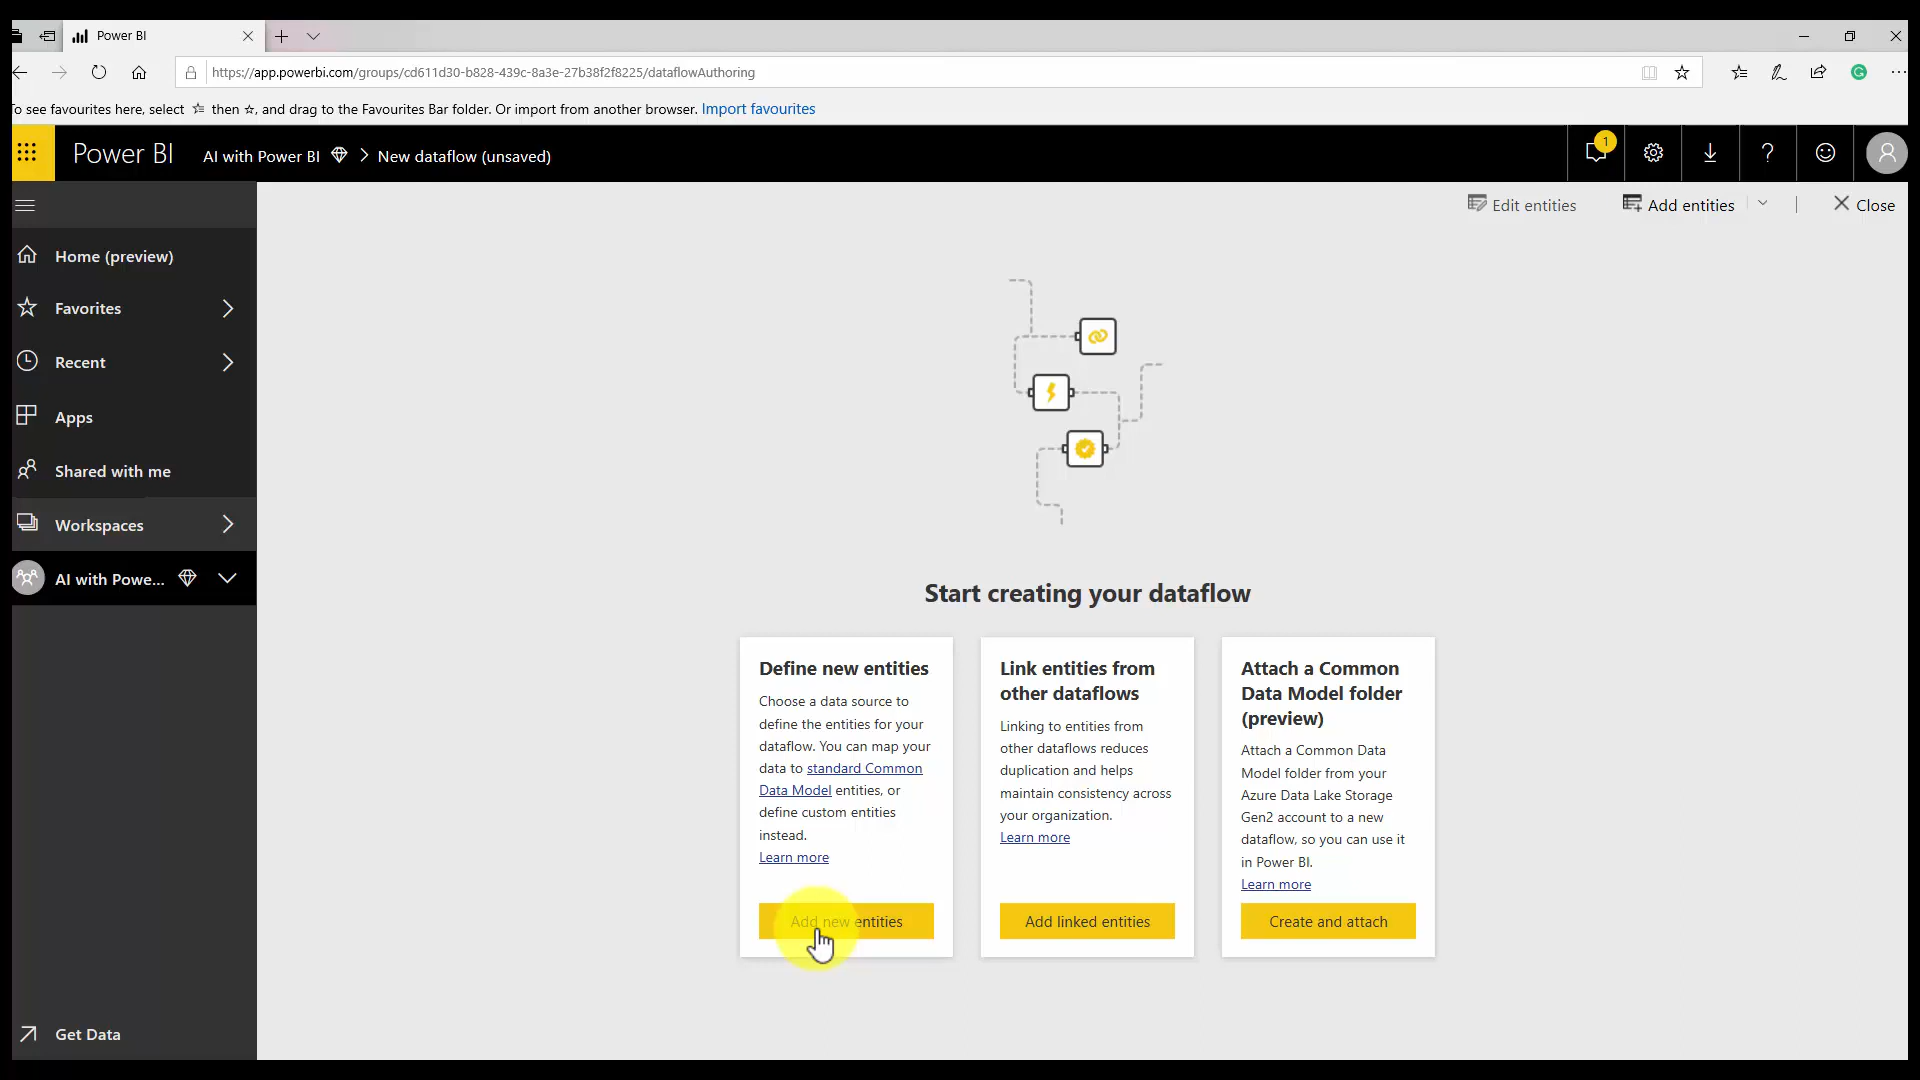 Power BI
https://app.powerbi.com/groups/cd611d30-b828-439c-8a3e-27b38f2f8225/dataflowAuthoring
To see favourites here, select then , and drag to the Favourites Bar folder. Or import from another browser. Import favourites
Power BI
AI with Power BI > New dataflow (unsaved)
1
?
Edit entities
Add entities
Close
Home (preview)
Favorites
Recent
Apps
Shared with me
Workspaces
AI with Powe...
Get Data
Start creating your dataflow
Define new entities
Choose a data source to
define the entities for your
dataflow. You can map your
data to standard Common
Data Model entities, or
define custom entities
instead.
Learn more
Add new entities
Link entities from
other dataflows
Linking to entities from
other dataflows reduces
duplication and helps
maintain consistency across
your organization.
Learn more
Add linked entities
Attach a Common
Data Model folder
(preview)
Attach a Common Data
Model folder from your
Azure Data Lake Storage
Gen2 account to a new
dataflow, so you can use it
in Power BI.
Learn more
Create and attach